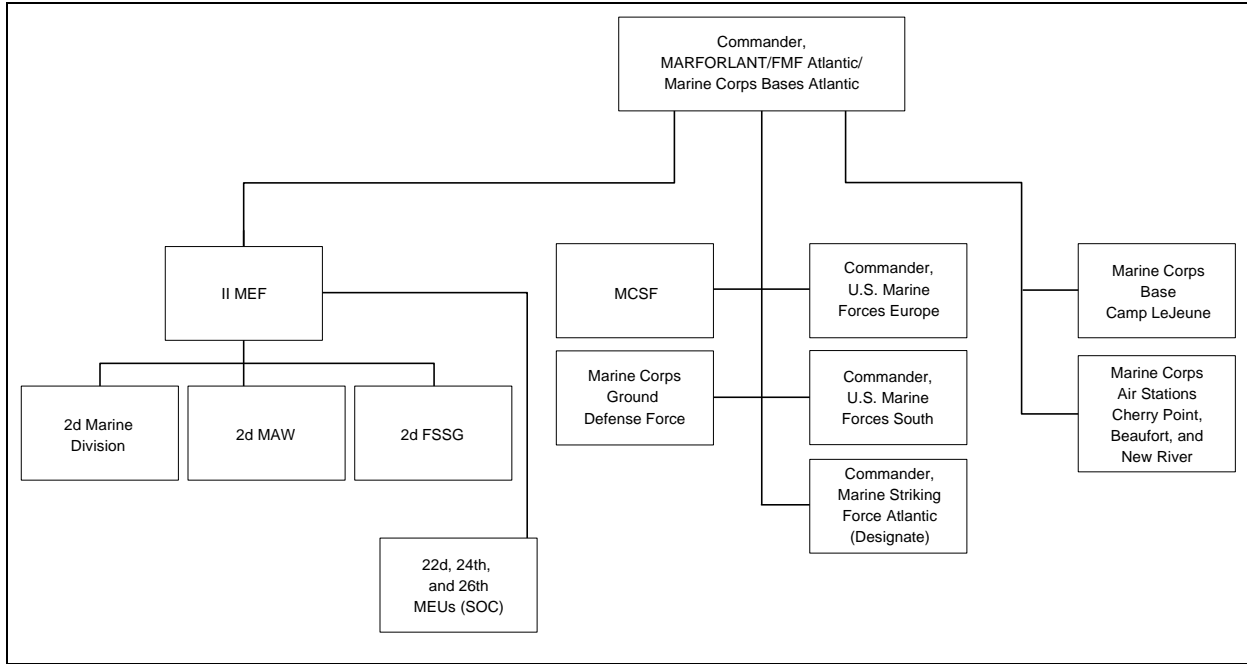 Commander,
MARFORLANT/FMF Atlantic/
Marine Corps Bases Atlantic
II MEF
MCSF
Commander,
U.S. Marine
Forces Europe
Marine Corps
Base
Camp LeJeune
2d Marine
Division
2d MAW
2d FSSG
Marine Corps
Ground
Defense Force
Commander,
U.S. Marine
Forces South
Marine Corps
Air Stations
Cherry Point,
Beaufort, and
New River
Commander,
Marine Striking
Force Atlantic
(Designate)
22d, 24th,
and 26th
MEUs (SOC)